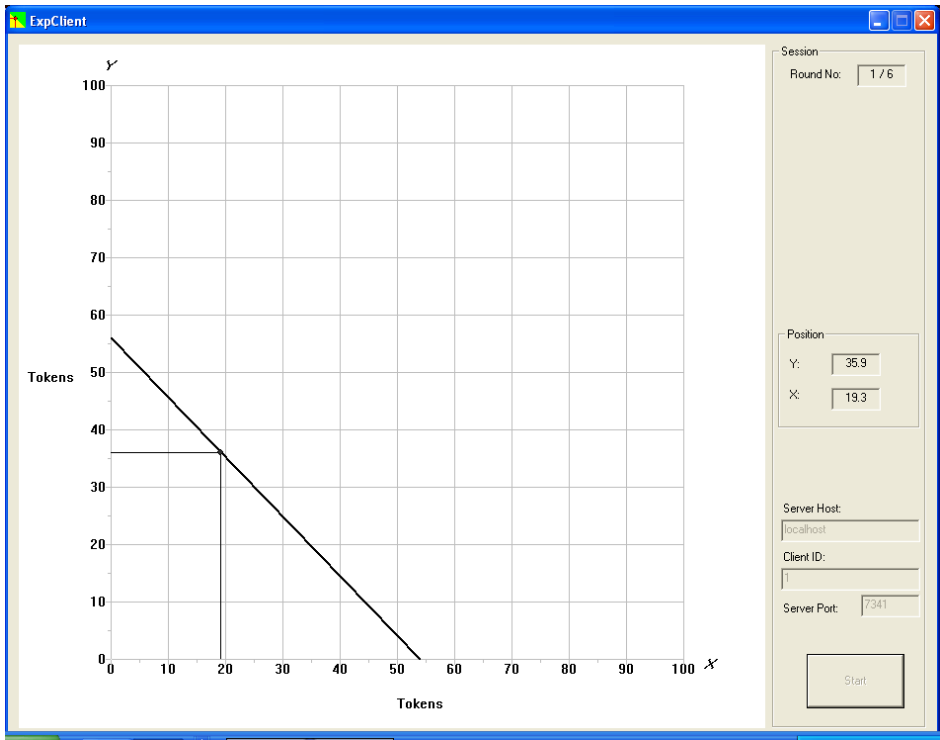 ExpClient
Y
100
90
80
70
60
50
40
30
20
10
0
Tokens
0 10 20 30 40 50 60 70 80 90 100 X
Tokens
Session
Round No: 1 / 6
Position
Y: 35.9
X: 19.3
Server Host:
localhost
Client ID:
1
Server Port: 7341
Start